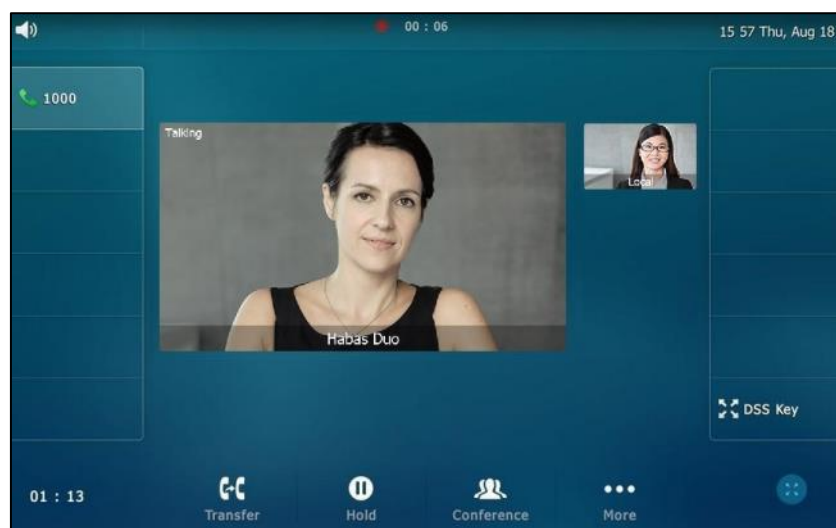 00 : 06
15 57 Thu, Aug 18
1000
Talking
Local
Habas Duo
DSS Key
01 : 13
Transfer
Hold
Conference
More